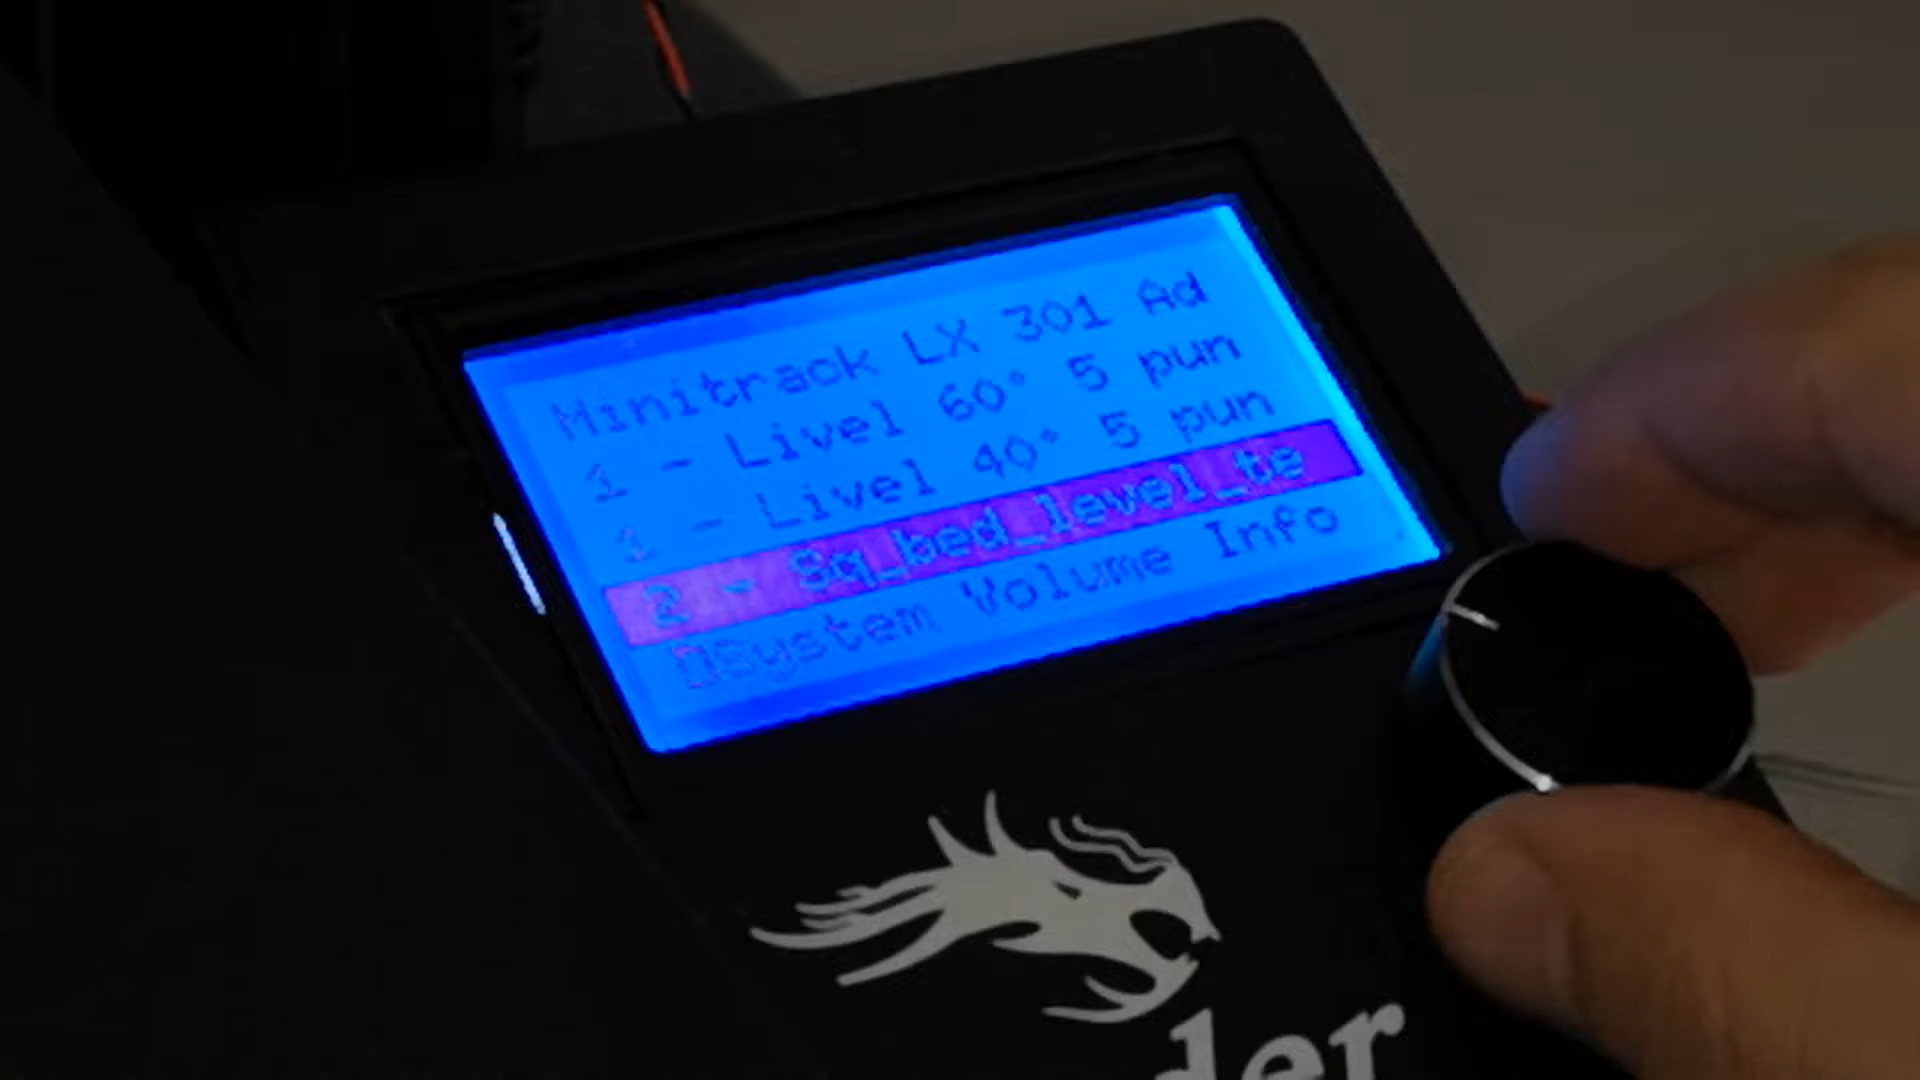 Minitrack LX 301 Ad
1 - Livel 60° 5 pun
1 - Livel 40° 5 pun
2 - Sq_bed_level_te
System Volume Info
der